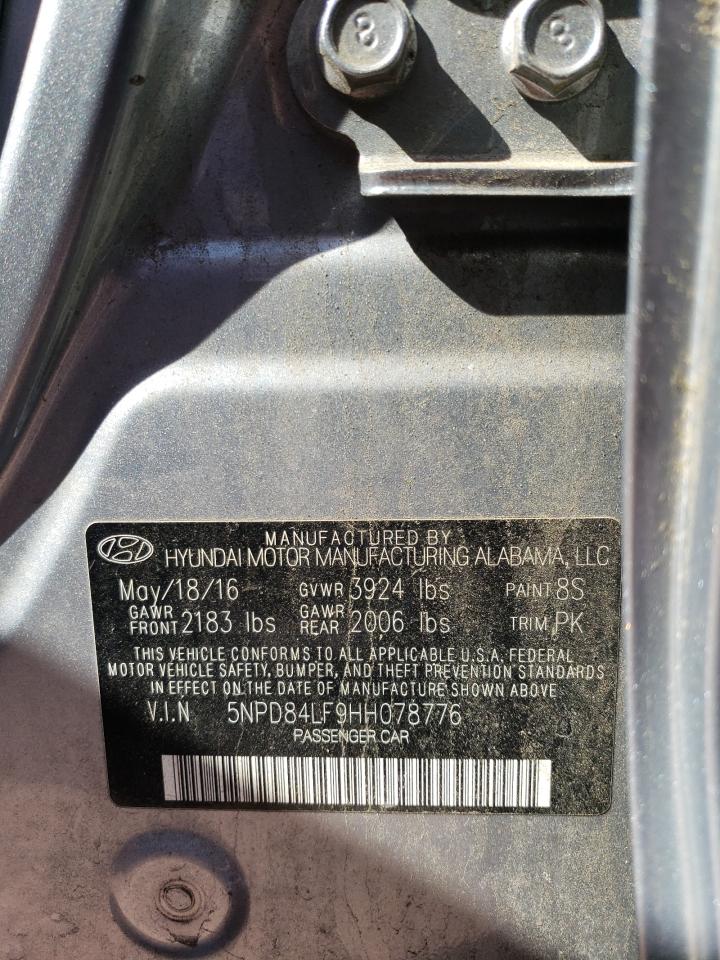 8 8
MANUFACTURED BY
HYUNDAI MOTOR MANUFACTURING ALABAMA, LLC
May/18/16 GVWR 3924 lbs PAINT 8S
GAWR FRONT 2183 lbs GAWR REAR 2006 lbs TRIM PK
THIS VEHICLE CONFORMS TO ALL APPLICABLE U.S.A. FEDERAL
MOTOR VEHICLE SAFETY, BUMPER, AND THEFT PREVENTION STANDARDS
IN EFFECT ON THE DATE OF MANUFACTURE SHOWN ABOVE
V.I.N 5NPD84LF9HH078776
PASSENGER CAR